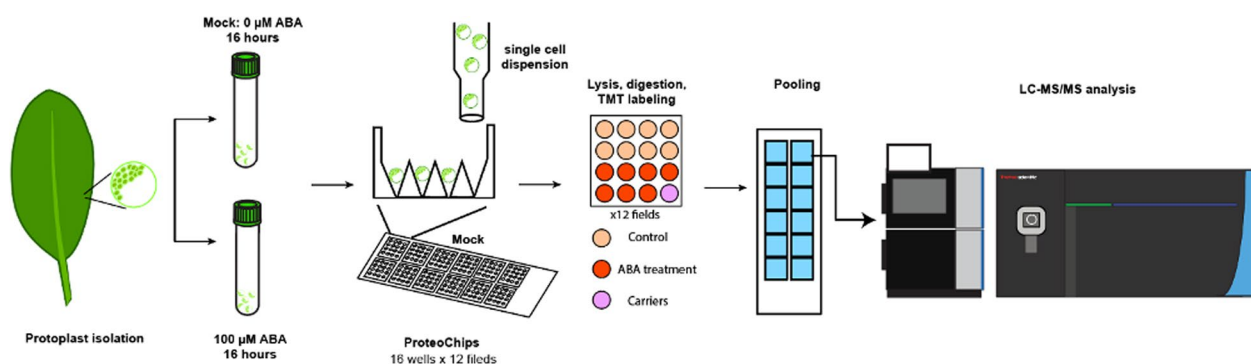 Mock: 0 µM ABA
16 hours
single cell
dispension
Lysis, digestion,
TMT labeling
Pooling
LC-MS/MS analysis
x12 fields
Control
ABA treatment
Carriers
Mock
Protoplast isolation
100 µM ABA
16 hours
ProteoChips
16 wells x 12 fileds